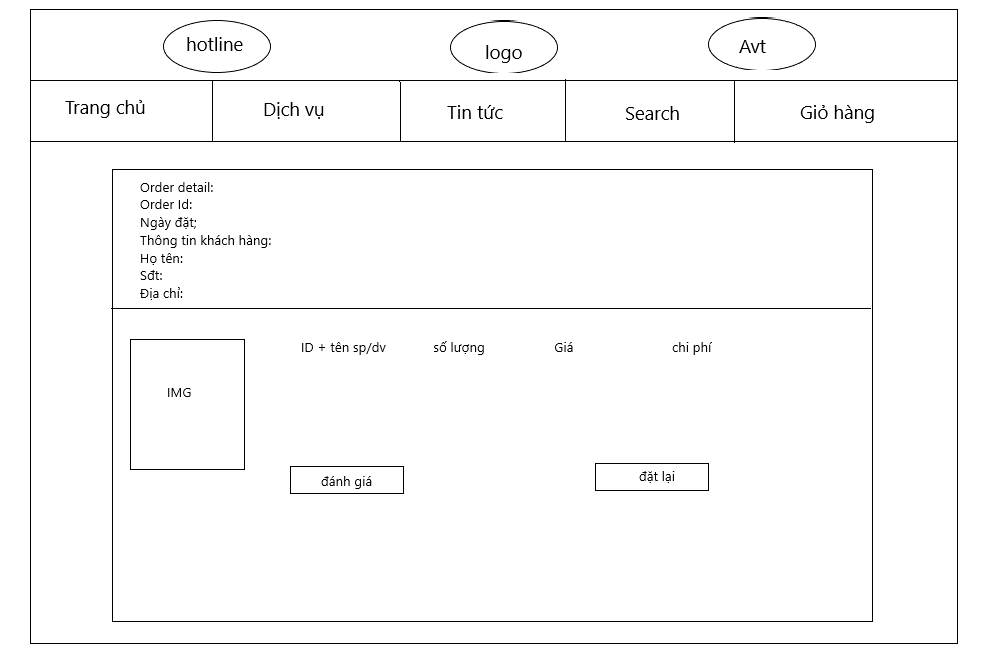 hotline
logo
Avt
Trang chủ
Dịch vụ
Tin tức
Search
Giỏ hàng
Order detail:
Order Id:
Ngày đặt;
Thông tin khách hàng:
Họ tên:
Sđt:
Địa chỉ:
IMG
ID + tên sp/dv
số lượng
Giá
chi phí
đánh giá
đặt lại